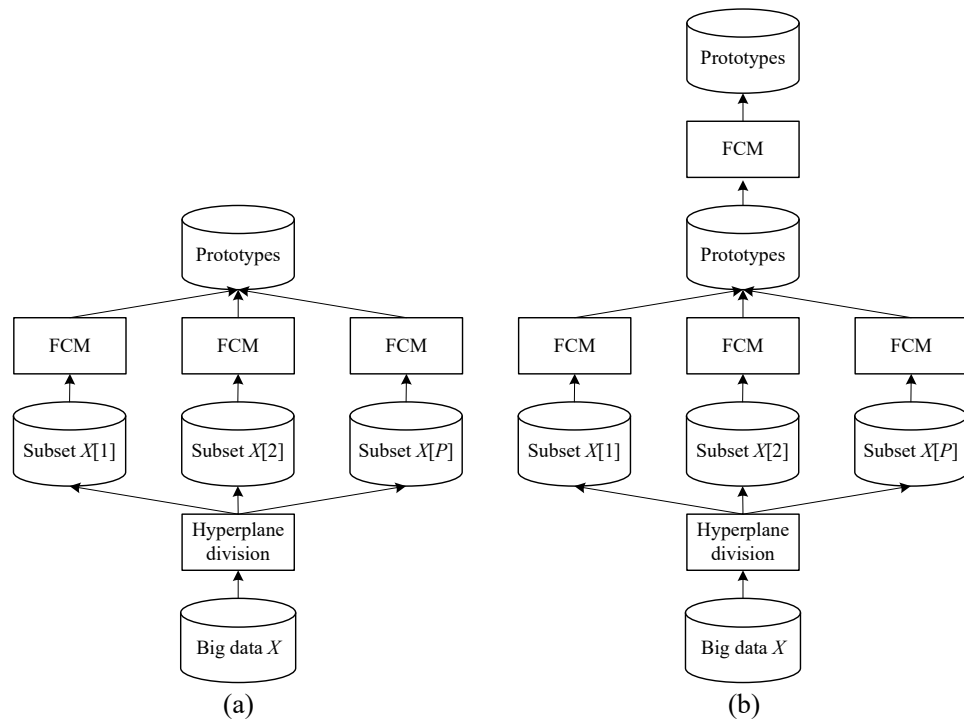 Prototypes
FCM
Prototypes
FCM
FCM
FCM
Subset X[1]
Subset X[2]
Subset X[P]
Hyperplane
division
Big data X
(a)
Prototypes
FCM
FCM
FCM
Subset X[1]
Subset X[2]
Subset X[P]
Hyperplane
division
Big data X
(b)